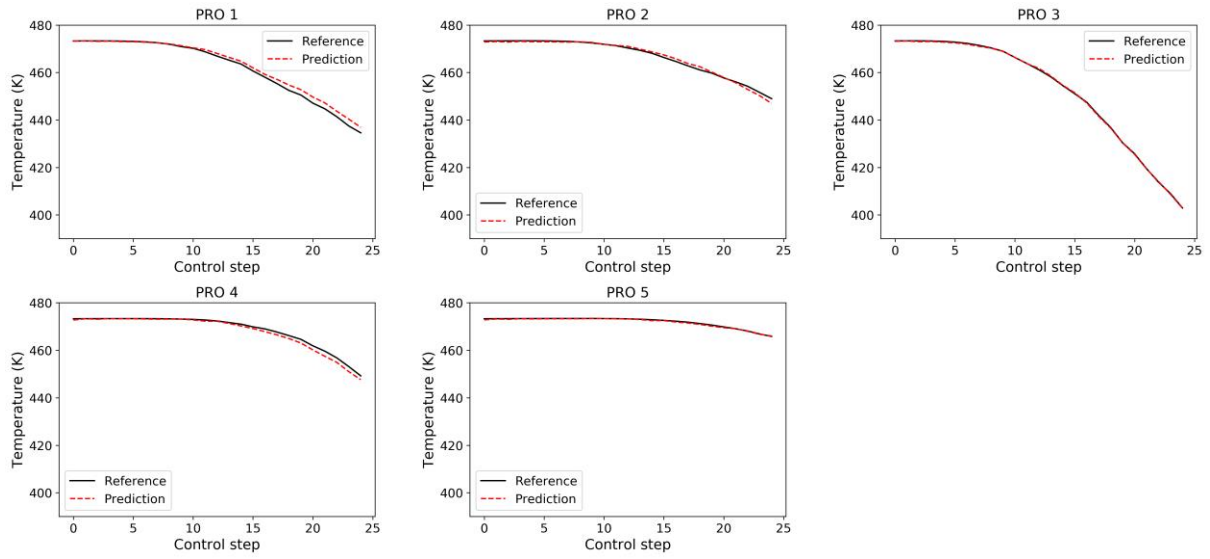 PRO 1
480
460
440
420
400
Temperature (K)
Reference
Prediction
0 5 10 15 20 25
Control step
PRO 2
480
460
440
420
400
Temperature (K)
Reference
Prediction
0 5 10 15 20 25
Control step
PRO 3
480
460
440
420
400
Temperature (K)
Reference
Prediction
0 5 10 15 20 25
Control step
PRO 4
480
460
440
420
400
Temperature (K)
Reference
Prediction
0 5 10 15 20 25
Control step
PRO 5
480
460
440
420
400
Temperature (K)
Reference
Prediction
0 5 10 15 20 25
Control step